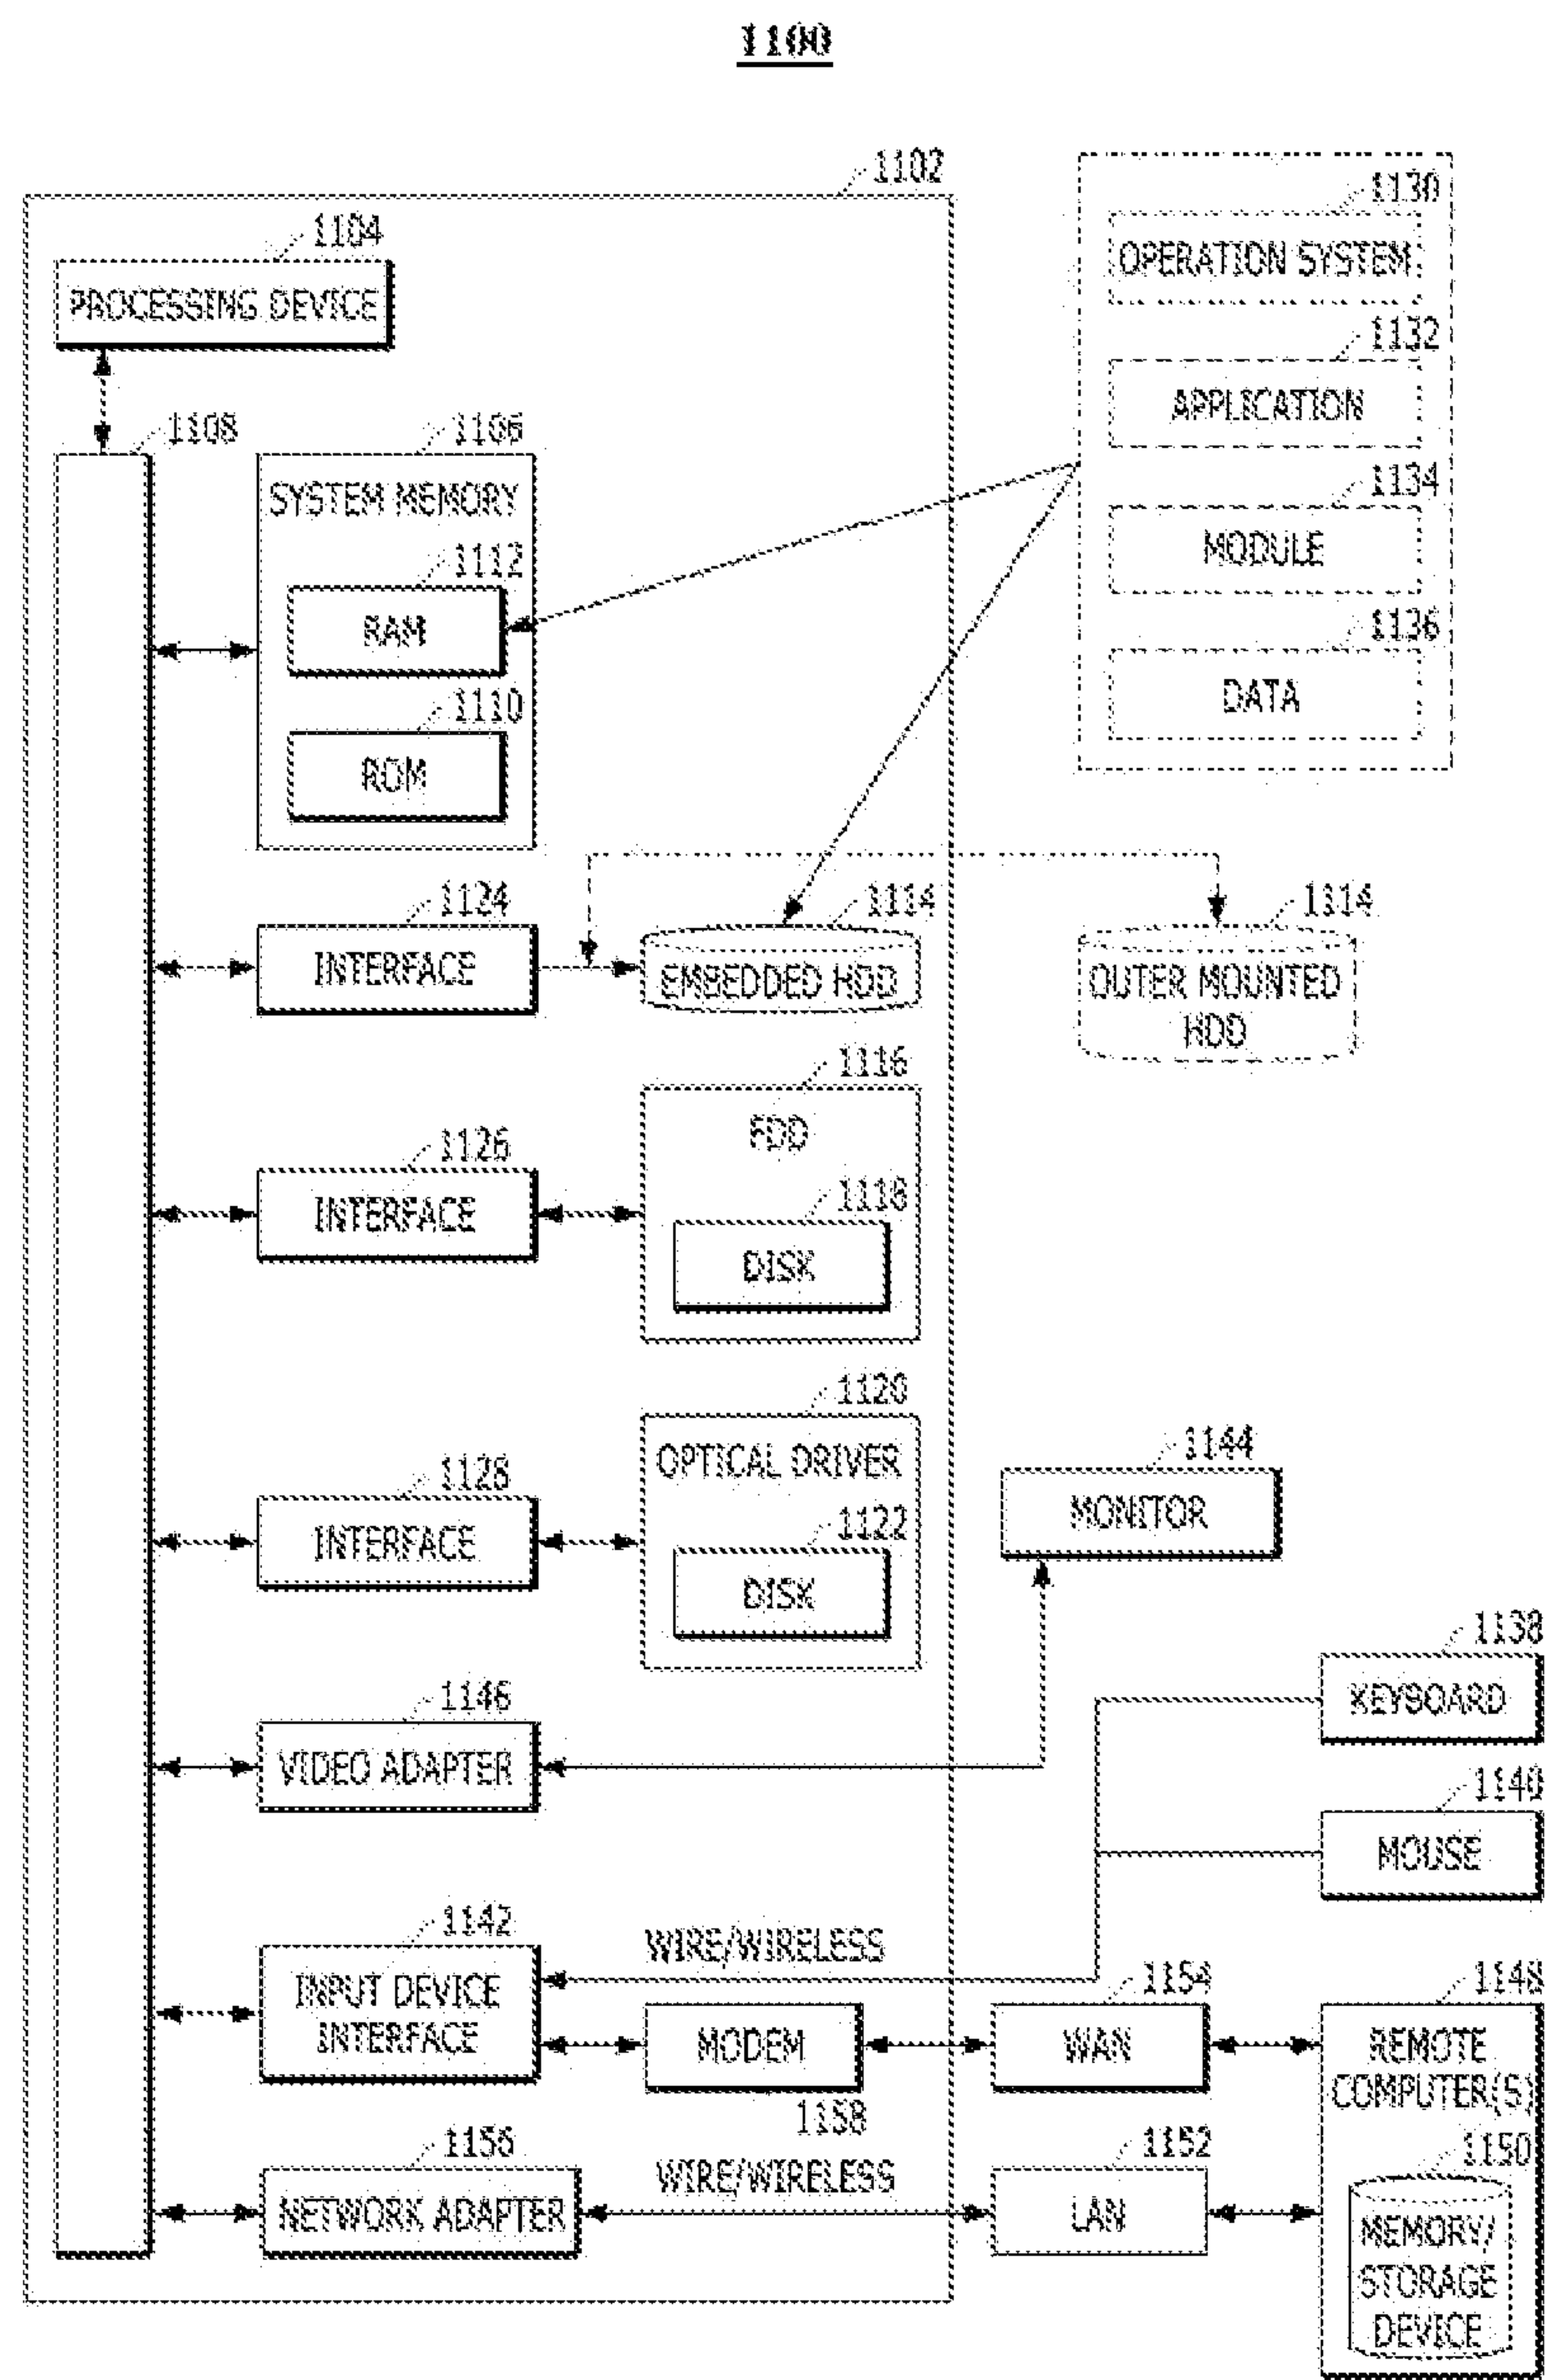 1100
1102
1104
PROCESSING DEVICE
1108
1106
SYSTEM MEMORY
1112
RAM
1110
ROM
1130
OPERATION SYSTEM
1132
APPLICATION
1134
MODULE
1136
DATA
1124
INTERFACE
1114
EMBEDDED HDD
1114
OUTER MOUNTED
HDD
1116
FDD
1126
INTERFACE
1118
DISK
1120
OPTICAL DRIVER
1128
INTERFACE
1122
DISK
1144
MONITOR
1146
VIDEO ADAPTER
1138
KEYBOARD
1140
MOUSE
1142
INPUT DEVICE
INTERFACE
WIRE/WIRELESS
MODEM
1158
1154
WAN
1148
REMOTE
COMPUTER(S)
1156
NETWORK ADAPTER
WIRE/WIRELESS
1152
LAN
1150
MEMORY/
STORAGE
DEVICE